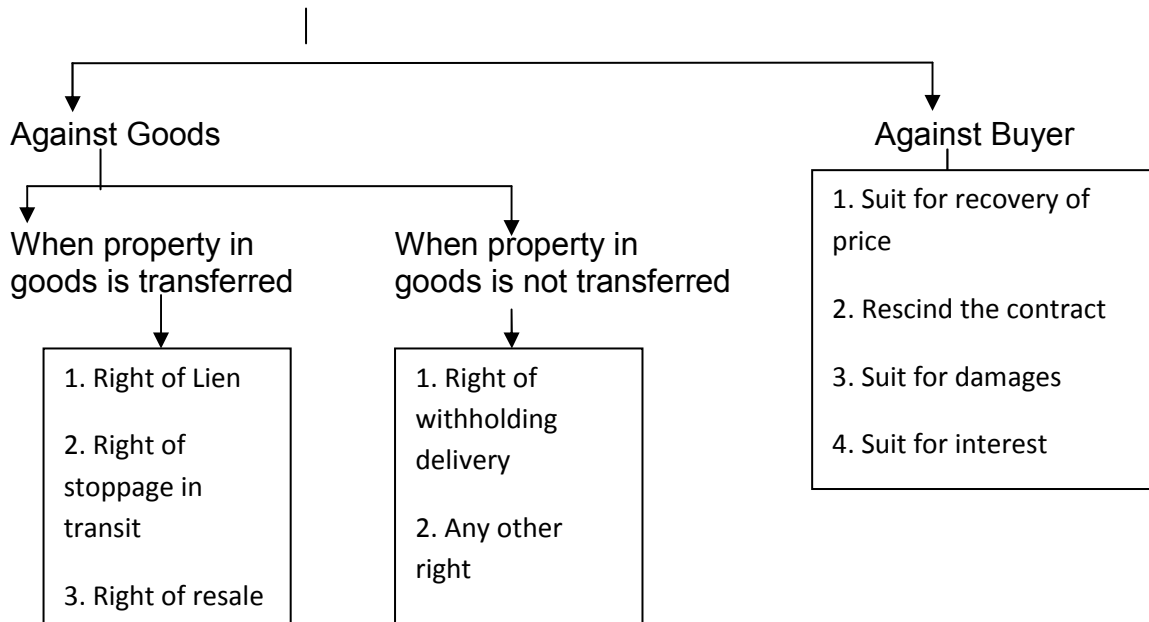 Against Goods
Against Buyer
When property in
goods is transferred
When property in
goods is not transferred
1. Right of Lien
2. Right of
stoppage in
transit
3. Right of resale
1. Right of
withholding
delivery
2. Any other
right
1. Suit for recovery of
price
2. Rescind the contract
3. Suit for damages
4. Suit for interest